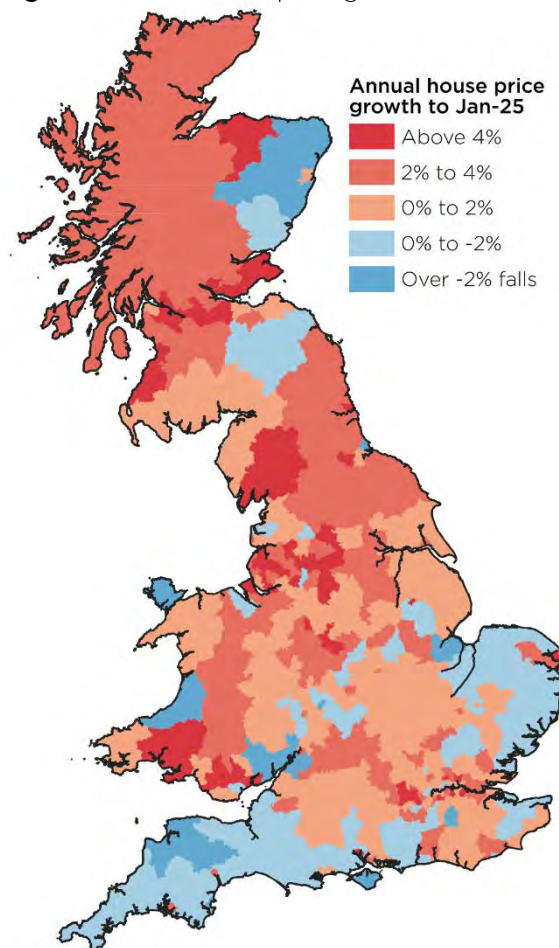 Annual house price
growth to Jan-25
Above 4%
2% to 4%
0% to 2%
0% to -2%
Over -2% falls